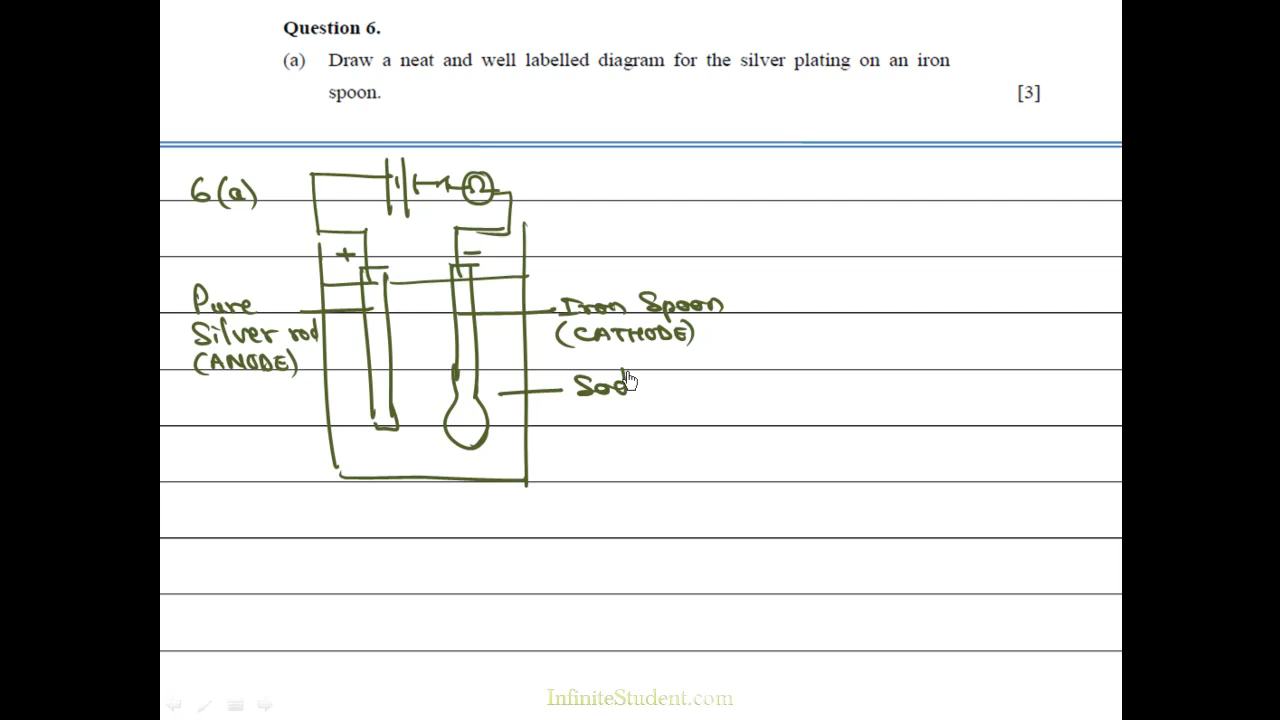 Question 6.
(a) Draw a neat and well labelled diagram for the silver plating on an iron
spoon. [3]
6(a)
+ -
Pure
Silver rod
(ANODE)
Iron Spoon
(CATHODE)
Sod
InfiniteStudent.com